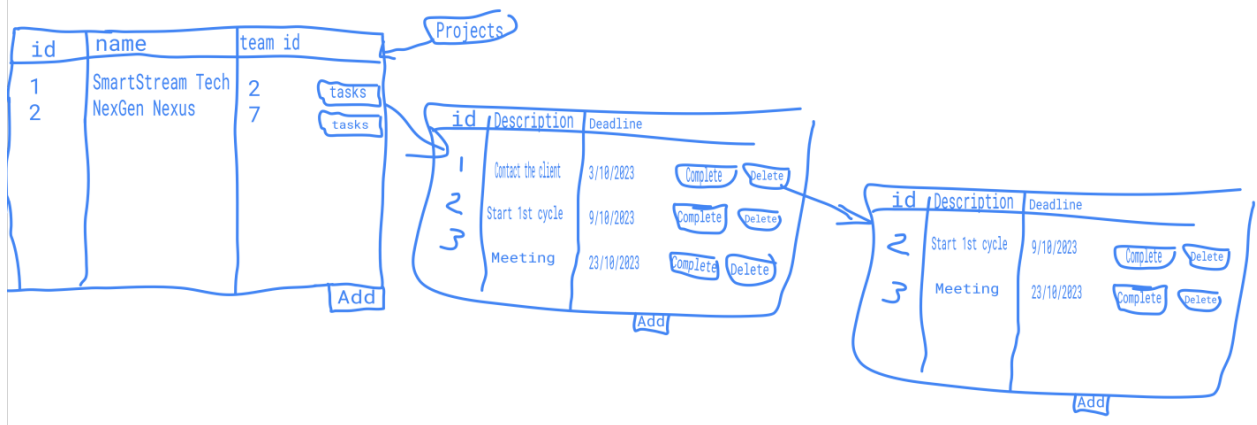 Projects
id name team id
1 SmartStream Tech 2 tasks
2 NexGen Nexus 7 tasks
Add
id Description Deadline
1 Contact the client 3/10/2023 Complete Delete
2 Start 1st cycle 9/10/2023 Complete Delete
3 Meeting 23/10/2023 Complete Delete
Add
id Description Deadline
2 Start 1st cycle 9/10/2023 Complete Delete
3 Meeting 23/10/2023 Complete Delete
Add